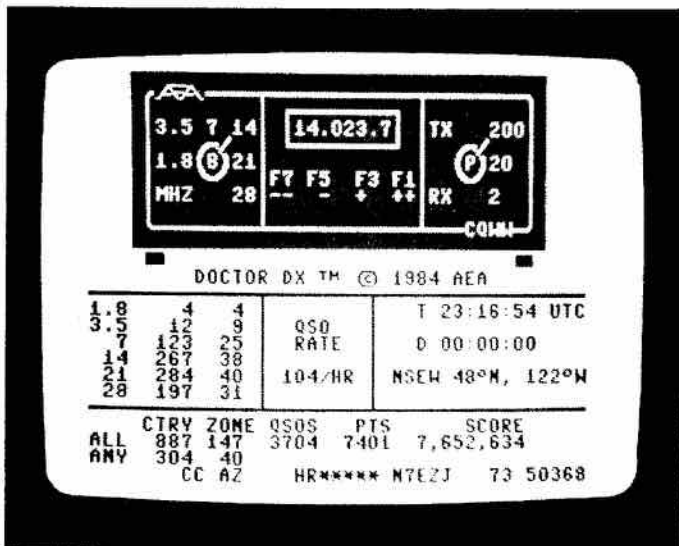 3.5 7 14 14.023.7 TX 200
1.8 B 21 P 20
F7 F5 F3 F1
MHZ 28 -- - + ++ RX 2
CQWW
DOCTOR DX TM © 1984 AEA
1.8 4 4 T 23:16:54 UTC
3.5 12 9 QSO
7 123 25 RATE D 00:00:00
14 267 38
21 284 40 104/HR NSEW 48°N, 122°W
28 197 31
CTRY ZONE QSOS PTS SCORE
ALL 887 147 3704 7401 7,652,634
ANY 304 40
CC AZ HR***** N7EZJ 73 50368